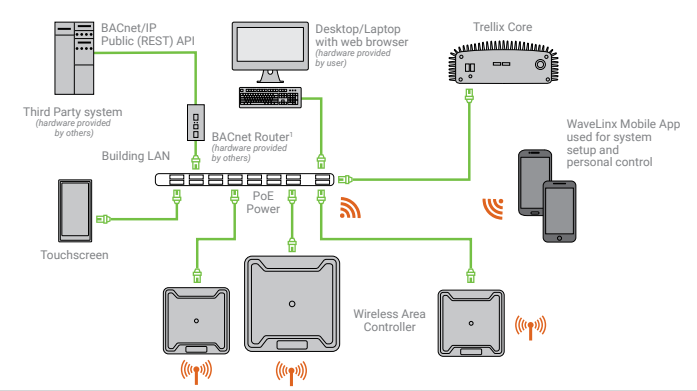 BACnet/IP
Public (REST) API
Desktop/Laptop
with web browser
(hardware provided
by user)
Trellix Core
Third Party system
(hardware provided
by others)
BACnet Router¹
(hardware provided
by others)
Building LAN
WaveLinx Mobile App
used for system
setup and
personal control
PoE
Power
Touchscreen
Wireless Area
Controller